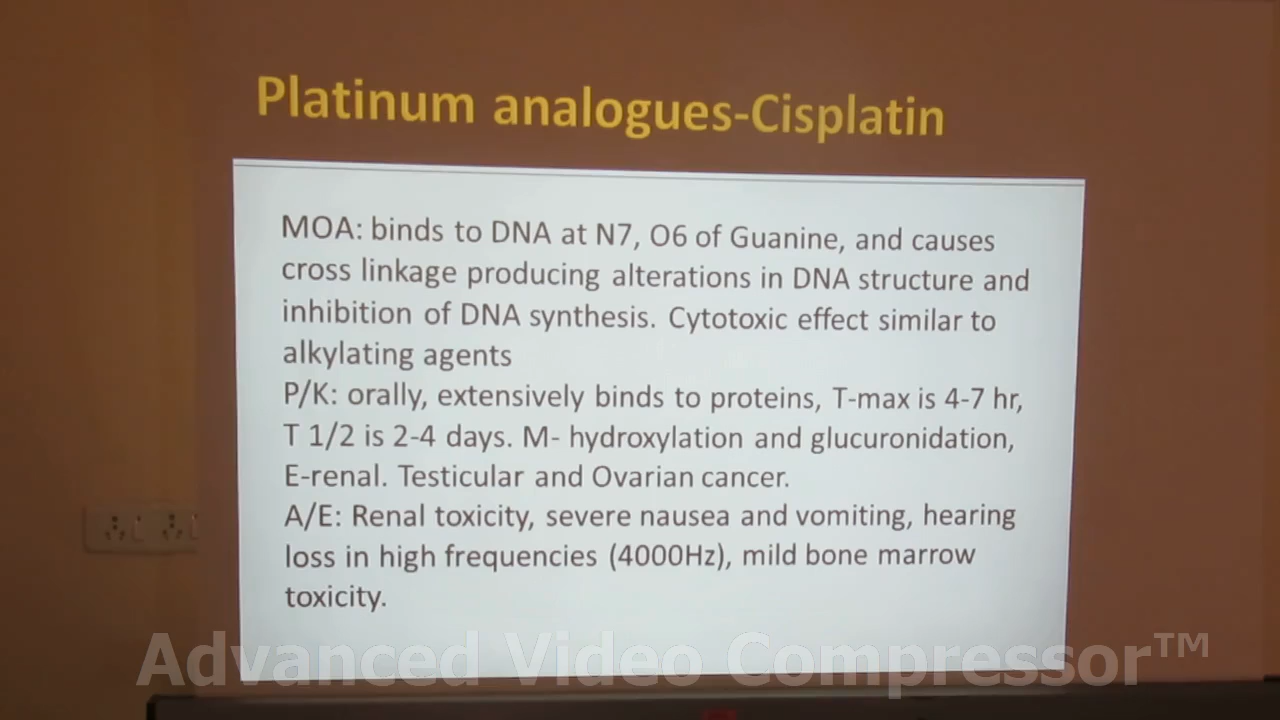 Platinum analogues-Cisplatin
MOA: binds to DNA at N7, O6 of Guanine, and causes
cross linkage producing alterations in DNA structure and
inhibition of DNA synthesis. Cytotoxic effect similar to
alkylating agents
P/K: orally, extensively binds to proteins, T-max is 4-7 hr,
T 1/2 is 2-4 days. M- hydroxylation and glucuronidation,
E-renal. Testicular and Ovarian cancer.
A/E: Renal toxicity, severe nausea and vomiting, hearing
loss in high frequencies (4000Hz), mild bone marrow
toxicity.
Advanced Video Compressor™